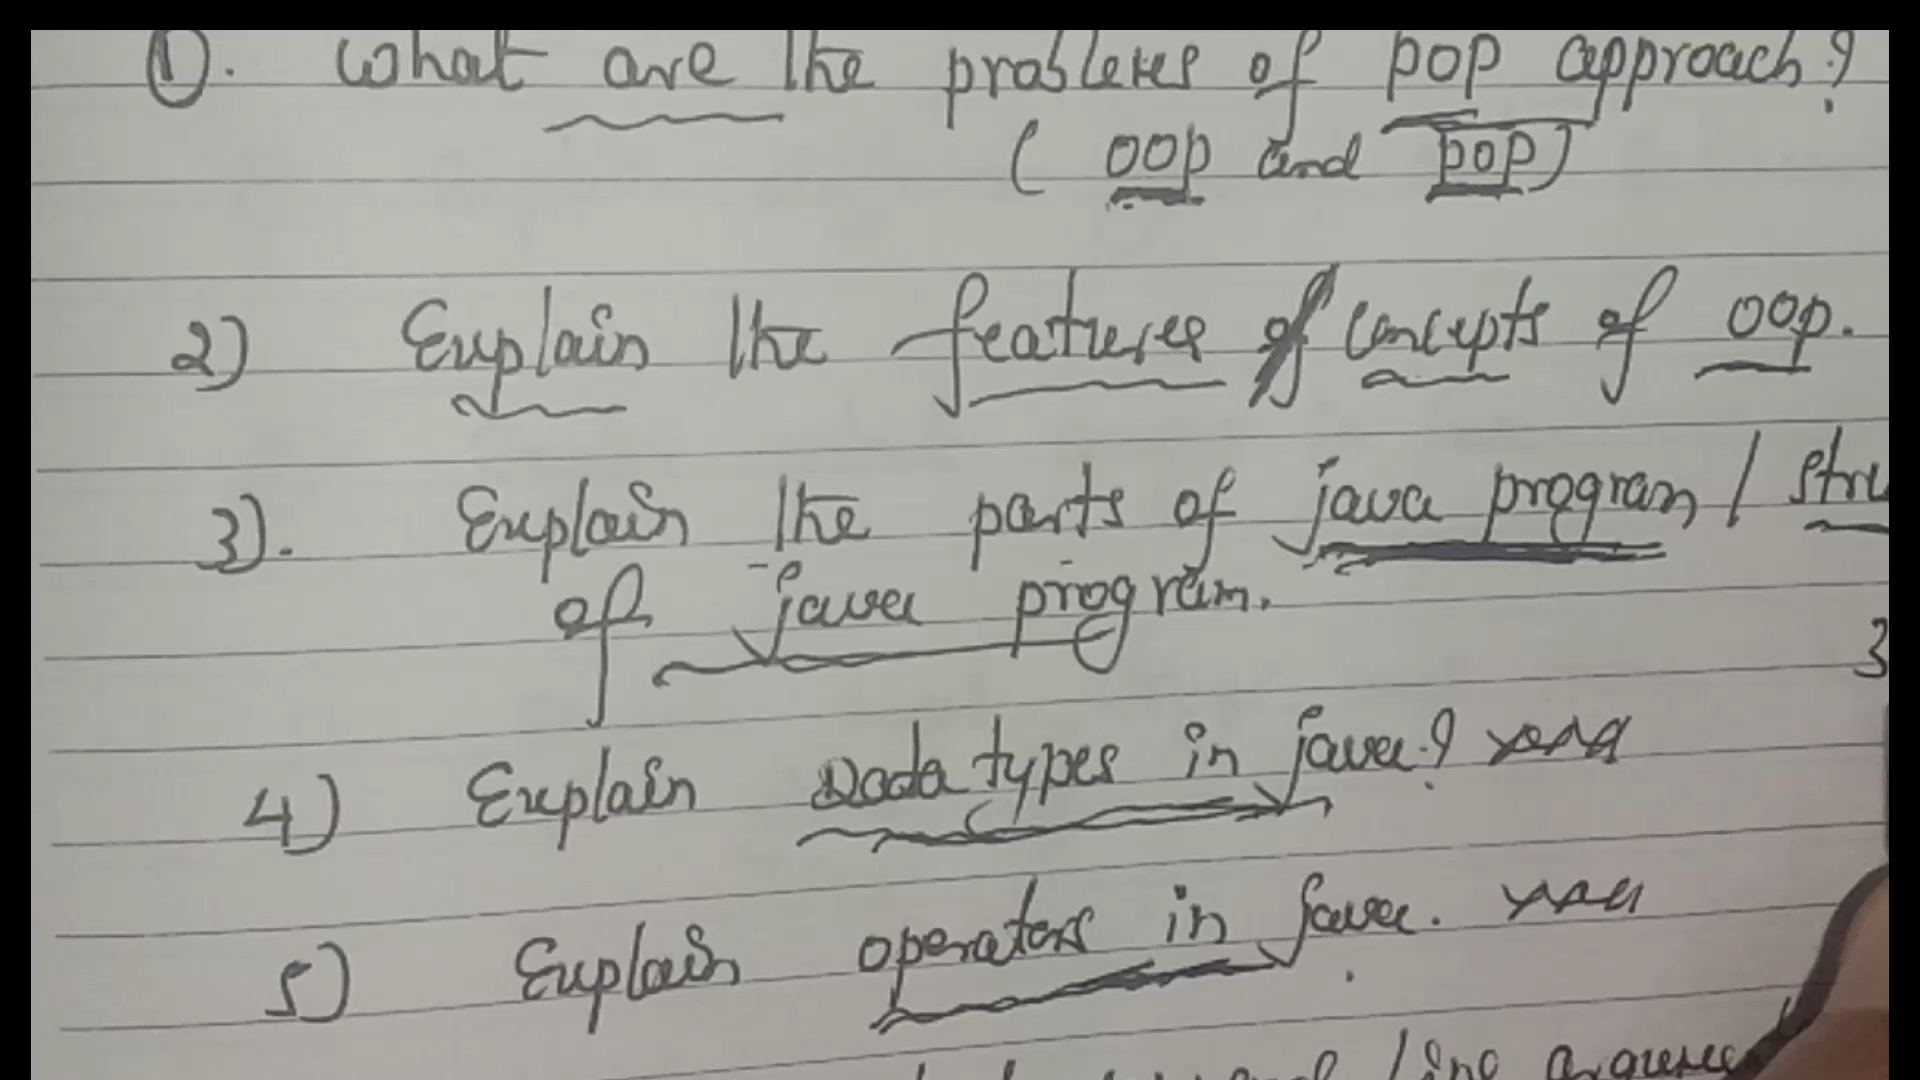 1). What are the problems of pop approach?
( oop and pop)
2) Explain the features of concepts of oop.
3). Explain the parts of java program /
of java program.
3
4) Explain Data types in java?
5) Explain operators in java.
line